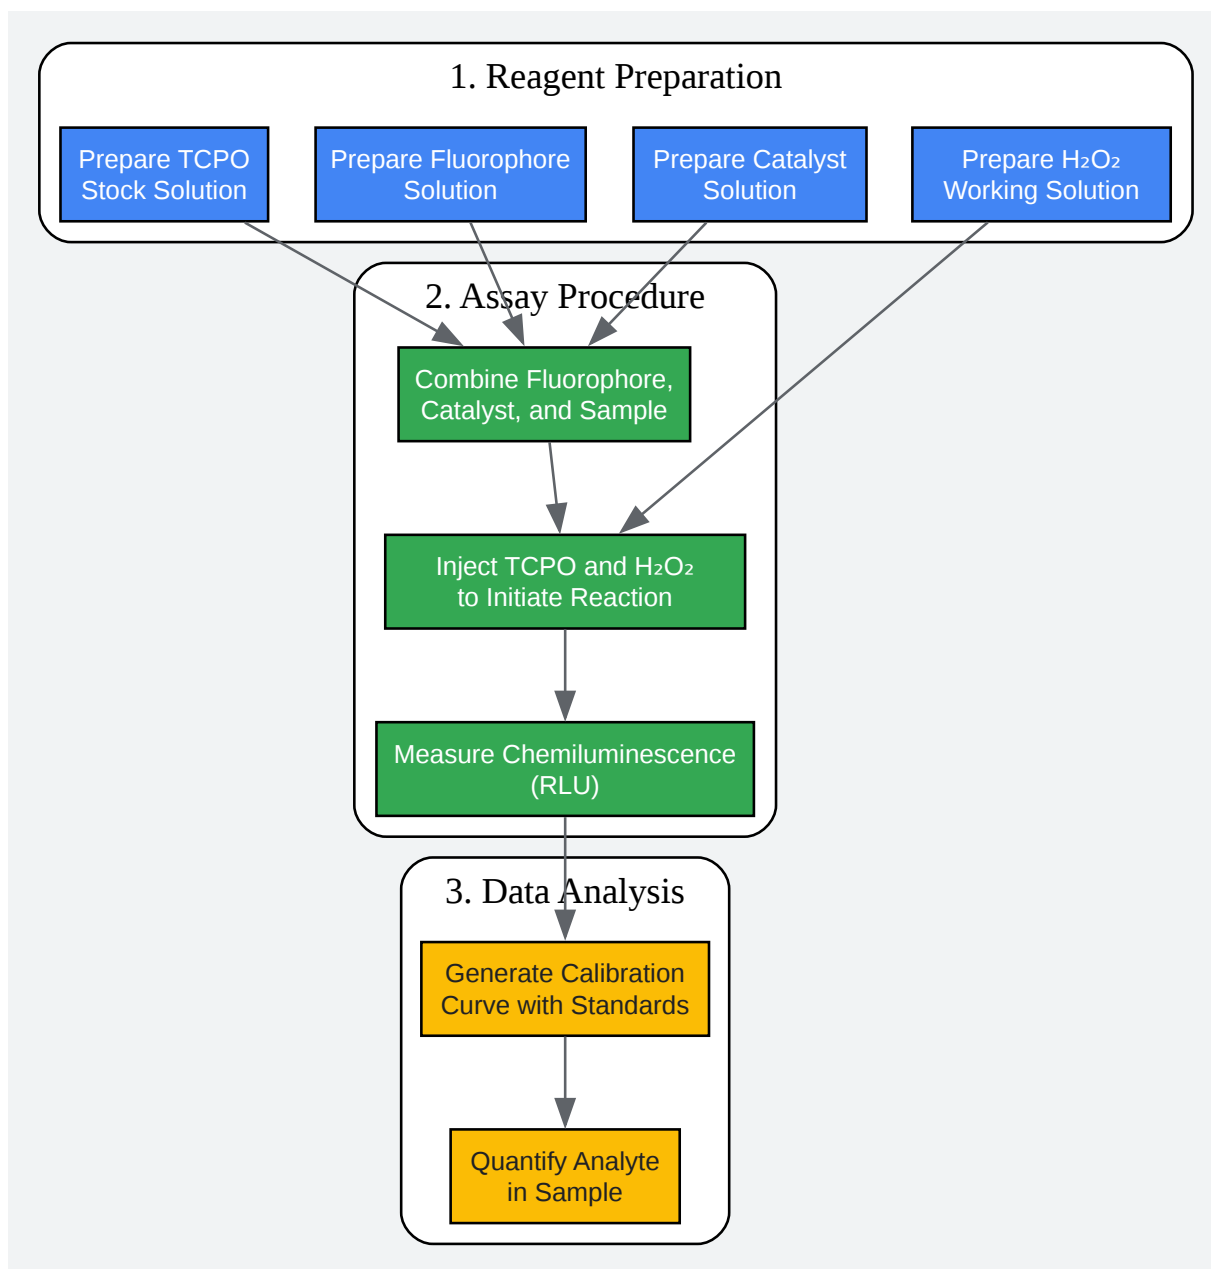 1. Reagent Preparation
Prepare TCPO
Stock Solution
Prepare Fluorophore
Solution
Prepare Catalyst
Solution
Prepare H₂O₂
Working Solution
2. Assay Procedure
Combine Fluorophore,
Catalyst, and Sample
Inject TCPO and H₂O₂
to Initiate Reaction
Measure Chemiluminescence
(RLU)
3. Data Analysis
Generate Calibration
Curve with Standards
Quantify Analyte
in Sample